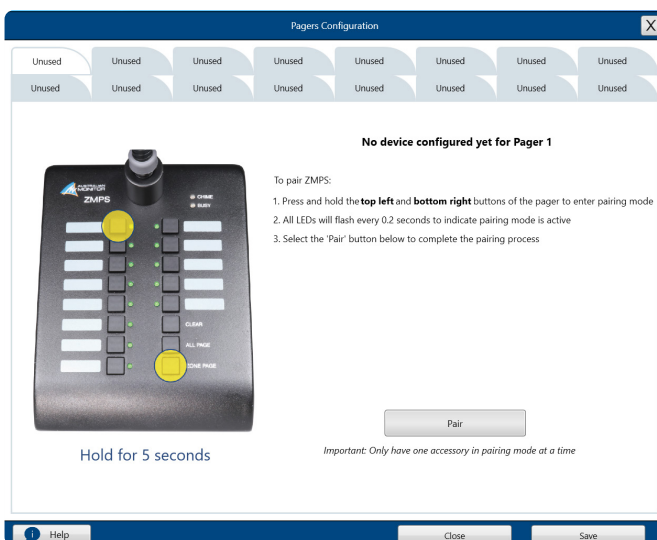 Pagers Configuration
X
Unused Unused Unused Unused Unused Unused Unused Unused
Unused Unused Unused Unused Unused Unused Unused Unused
No device configured yet for Pager 1
To pair ZMPS:
1. Press and hold the top left and bottom right buttons of the pager to enter pairing mode
2. All LEDs will flash every 0.2 seconds to indicate pairing mode is active
3. Select the 'Pair' button below to complete the pairing process
AUSTRALIAN
MONITOR
ZMPS
CHIME
BUSY
CLEAR
ALL PAGE
ZONE PAGE
Hold for 5 seconds
Pair
Important: Only have one accessory in pairing mode at a time
i Help
Close
Save